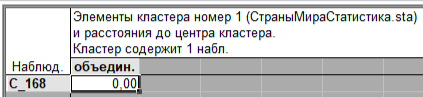 Элементы кластера номер 1 (СтраныМираСтатистика.sta)
и расстояния до центра кластера.
Кластер содержит 1 набл.
Наблюд. объедин.
C_168 0,00